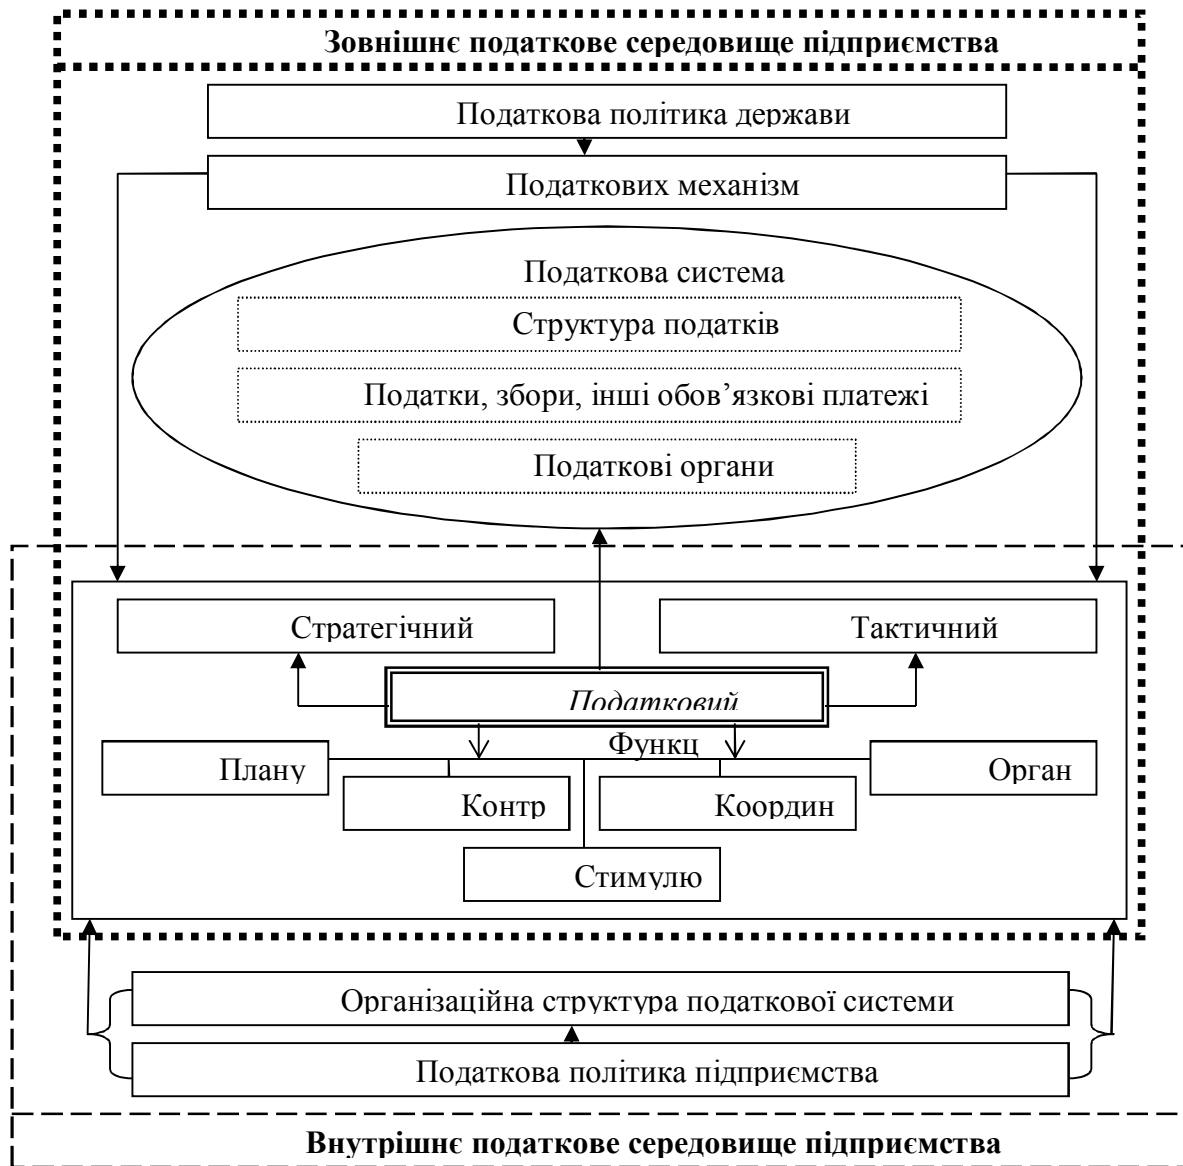 Зовнішнє податкове середовище підприємства
Податкова політика держави
Податкових механізм
Податкова система
Структура податків
Податки, збори, інші обов’язкові платежі
Податкові органи
Стратегічний
Тактичний
Податковий
Функц
Плану
Орган
Контр
Координ
Стимулю
Організаційна структура податкової системи
Податкова політика підприємства
Внутрішнє податкове середовище підприємства